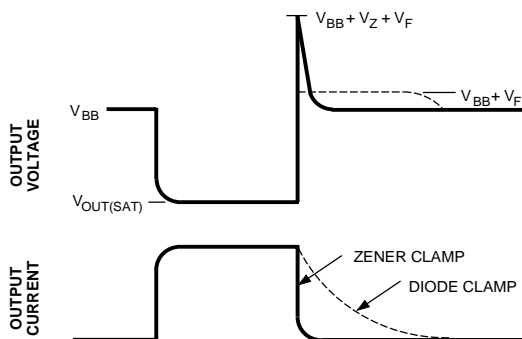 V_BB + V_Z + V_F
V_BB + V_F
V_BB
OUTPUT
VOLTAGE
V_OUT(SAT)
ZENER CLAMP
DIODE CLAMP
OUTPUT
CURRENT